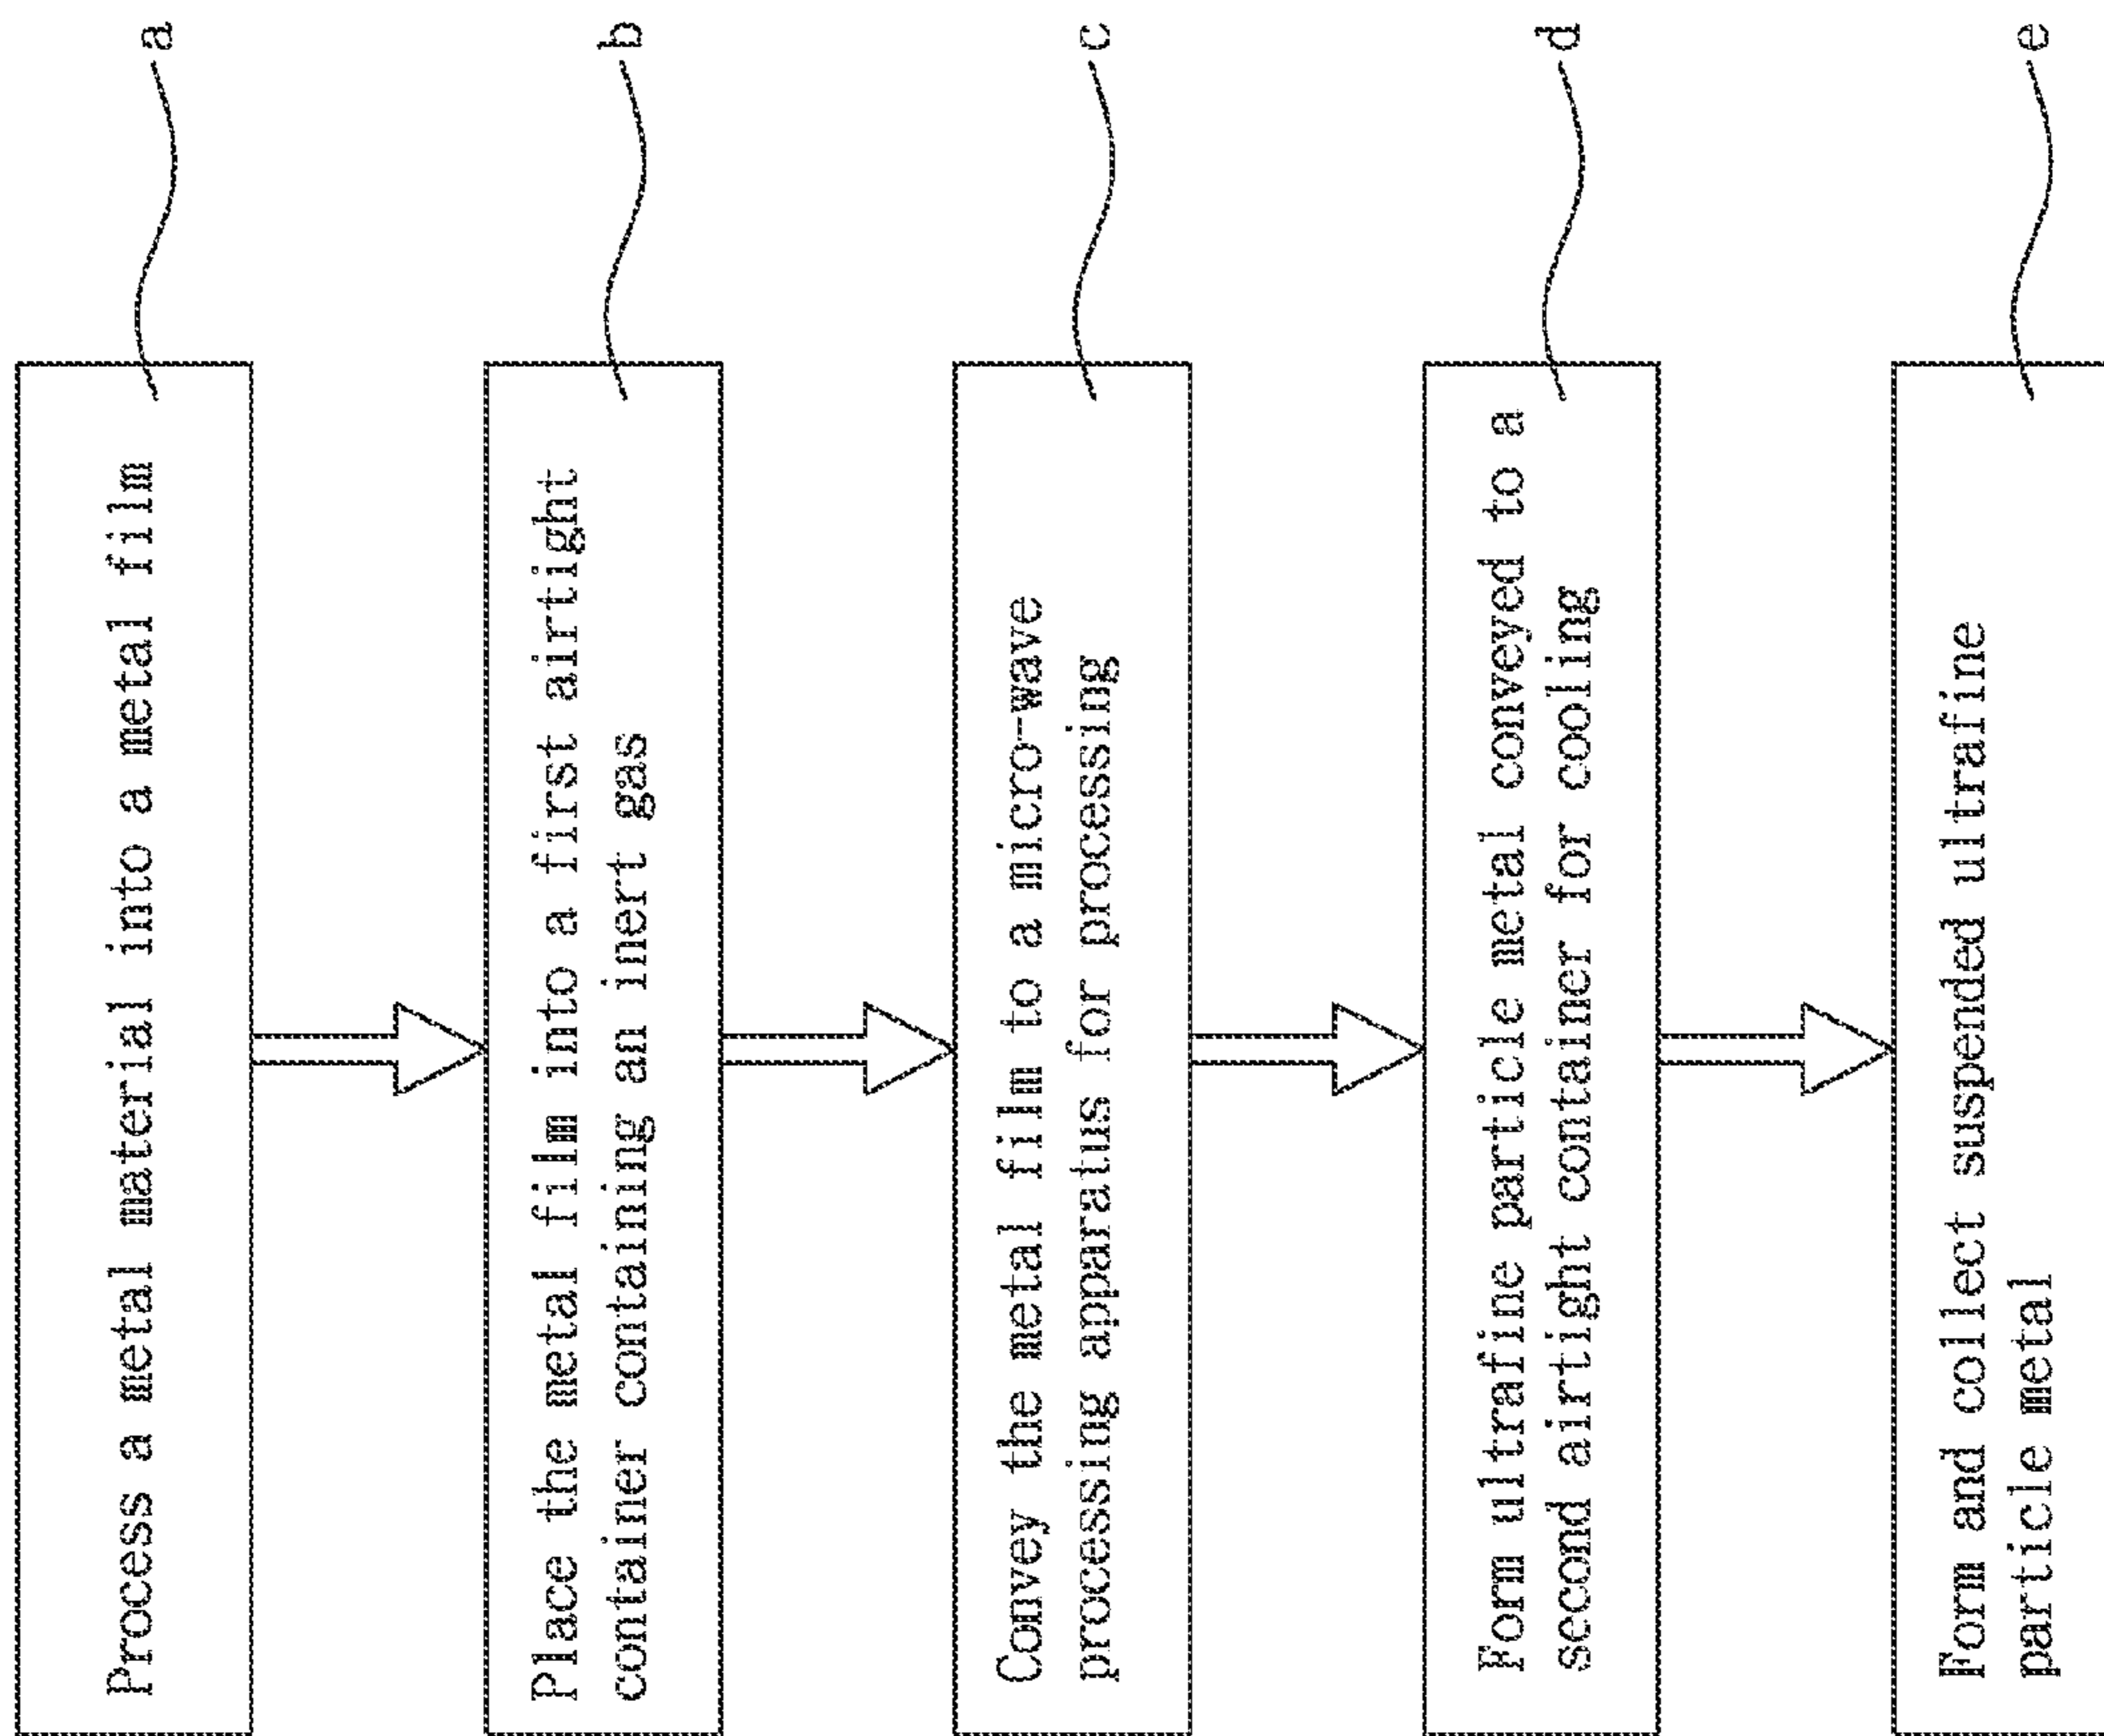 Process a metal material into a metal film
a
Place the metal film into a first airtight
container containing an inert gas
b
Convey the metal film to a micro-wave
processing apparatus for processing
c
Form ultrafine particle metal conveyed to a
second airtight container for cooling
d
Form and collect suspended ultrafine
particle metal
e